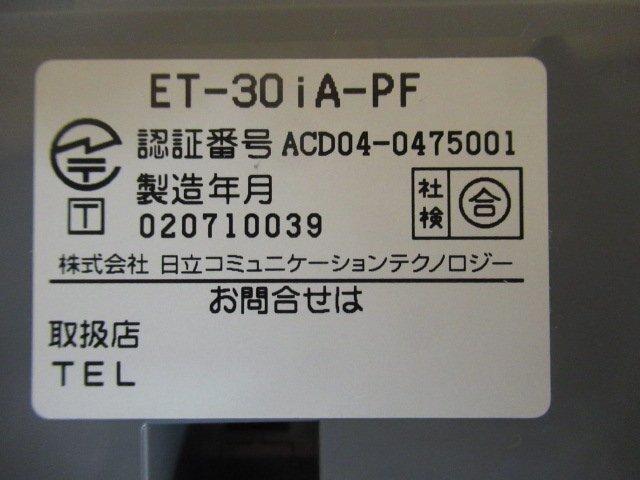 ET-30iA-PF
認証番号 ACD04-0475001
T
製造年月
020710039
社検 合
株式会社 日立コミュニケーションテクノロジー
お問合せは
取扱店
TEL